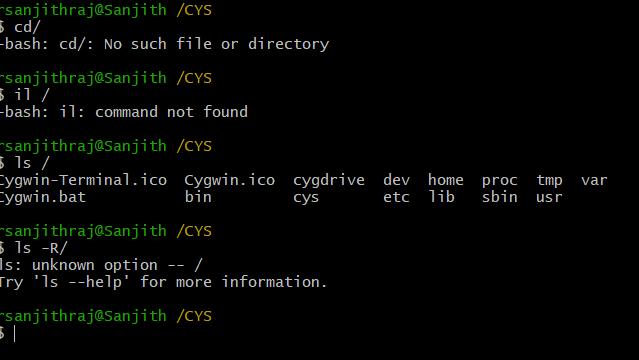 rsanjithraj@Sanjith /CYS
$ cd/
-bash: cd/: No such file or directory
rsanjithraj@Sanjith /CYS
$ il /
-bash: il: command not found
rsanjithraj@Sanjith /CYS
$ ls /
Cygwin-Terminal.ico Cygwin.ico cygdrive dev home proc tmp var
Cygwin.bat bin cys etc lib sbin usr
rsanjithraj@Sanjith /CYS
$ ls -R/
ls: unknown option -- /
Try 'ls --help' for more information.
rsanjithraj@Sanjith /CYS
$